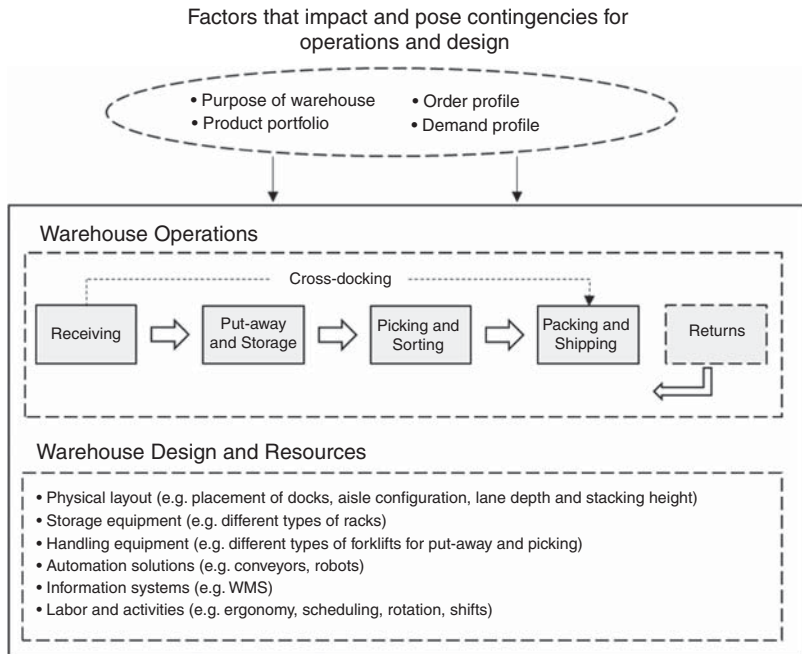 Factors that impact and pose contingencies for
operations and design
• Purpose of warehouse
• Order profile
• Product portfolio
• Demand profile
Warehouse Operations
Cross-docking
Receiving
Put-away
and Storage
Picking and
Sorting
Packing and
Shipping
Returns
Warehouse Design and Resources
• Physical layout (e.g. placement of docks, aisle configuration, lane depth and stacking height)
• Storage equipment (e.g. different types of racks)
• Handling equipment (e.g. different types of forklifts for put-away and picking)
• Automation solutions (e.g. conveyors, robots)
• Information systems (e.g. WMS)
• Labor and activities (e.g. ergonomy, scheduling, rotation, shifts)